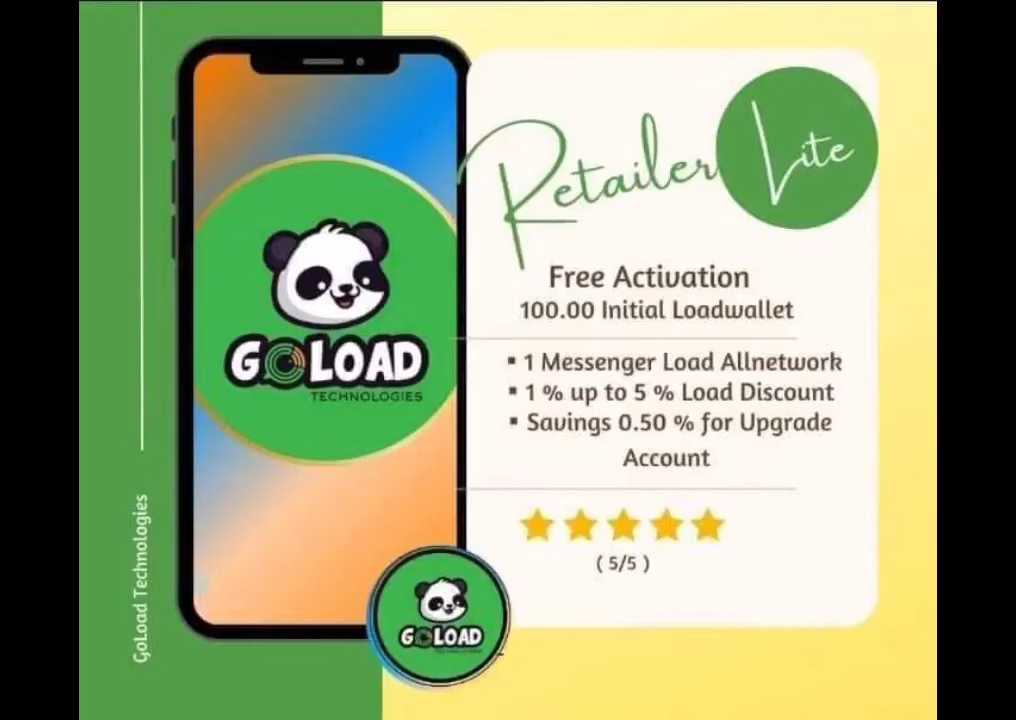 Retailer Lite
Free Activation
100.00 Initial Loadwallet
▪ 1 Messenger Load Allnetwork
▪ 1 % up to 5 % Load Discount
▪ Savings 0.50 % for Upgrade
Account
( 5/5 )
GOLOAD
TECHNOLOGIES
GOLOAD
TECHNOLOGIES
GoLoad Technologies